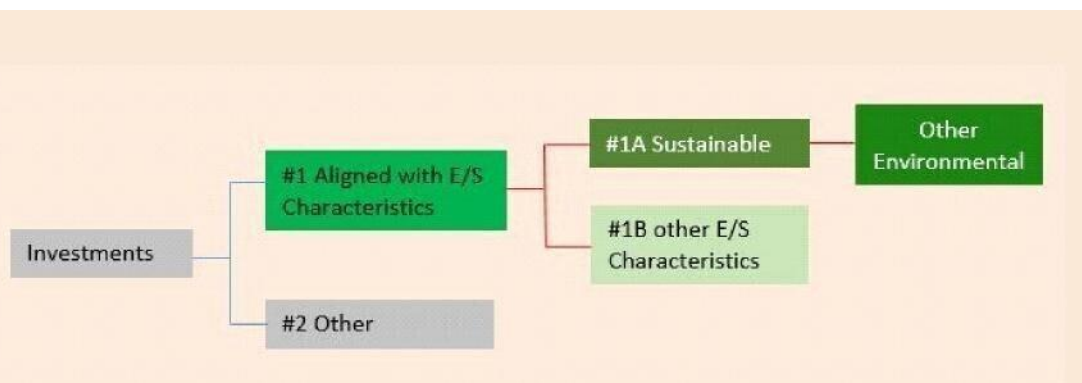 Investments
#1 Aligned with E/S
Characteristics
#2 Other
#1A Sustainable
#1B other E/S
Characteristics
Other
Environmental